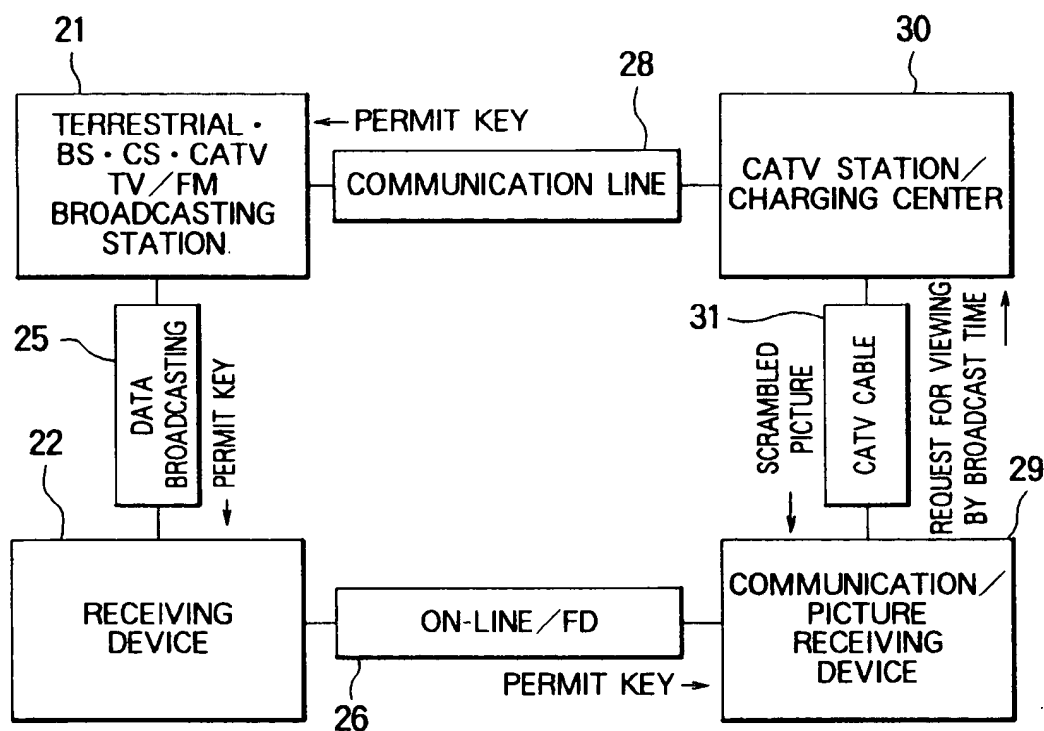 21
30
28
TERRESTRIAL・
BS・CS・CATV
TV/FM
BROADCASTING
STATION
←PERMIT KEY
COMMUNICATION LINE
CATV STATION/
CHARGING CENTER
25
DATA
BROADCASTING
PERMIT KEY
↓
31
SCRAMBLED
PICTURE
↓
CATV CABLE
REQUEST FOR VIEWING
BY BROADCAST TIME
↑
22
29
RECEIVING
DEVICE
ON-LINE/FD
COMMUNICATION/
PICTURE
RECEIVING
DEVICE
26
PERMIT KEY→